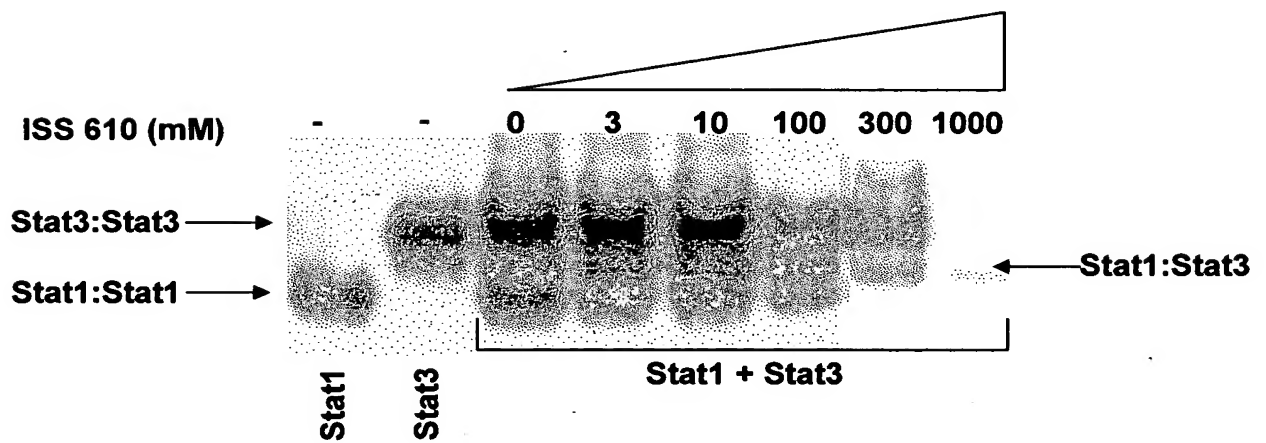 ISS 610 (mM) - - 0 3 10 100 300 1000
Stat3:Stat3
Stat1:Stat3
Stat1:Stat1
Stat1 + Stat3
Stat1
Stat3